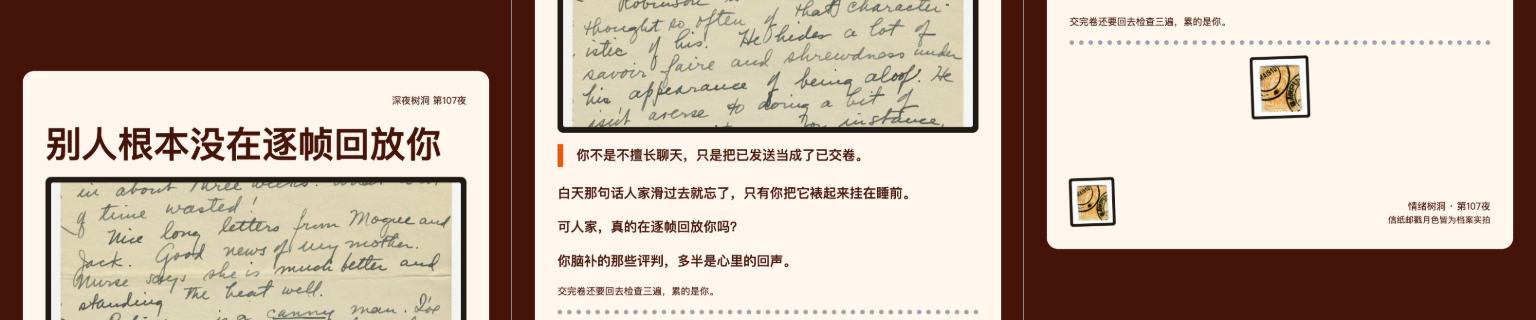 深夜树洞 第107夜
别人根本没在逐帧回放你
in about three weeks.
of time wasted!
Nice long letters from Mogue and
Jack. Good news of my mother.
Nurse says she is much better and
standing the heat well.
is a canny man. I've
Robinson
thought so often of that character-
istic of his. He hides a lot of
savoir faire and shrewdness under
his appearance of being aloof. He
isn't averse to doing a bit of
for instance,
你不是不擅长聊天，只是把已发送当成了已交卷。
白天那句话人家滑过去就忘了，只有你把它裱起来挂在睡前。
可人家，真的在逐帧回放你吗？
你脑补的那些评判，多半是心里的回声。
交完卷还要回去检查三遍，累的是你。
交完卷还要回去检查三遍，累的是你。
情绪树洞 · 第107夜
信纸邮戳月色皆为档案实拍